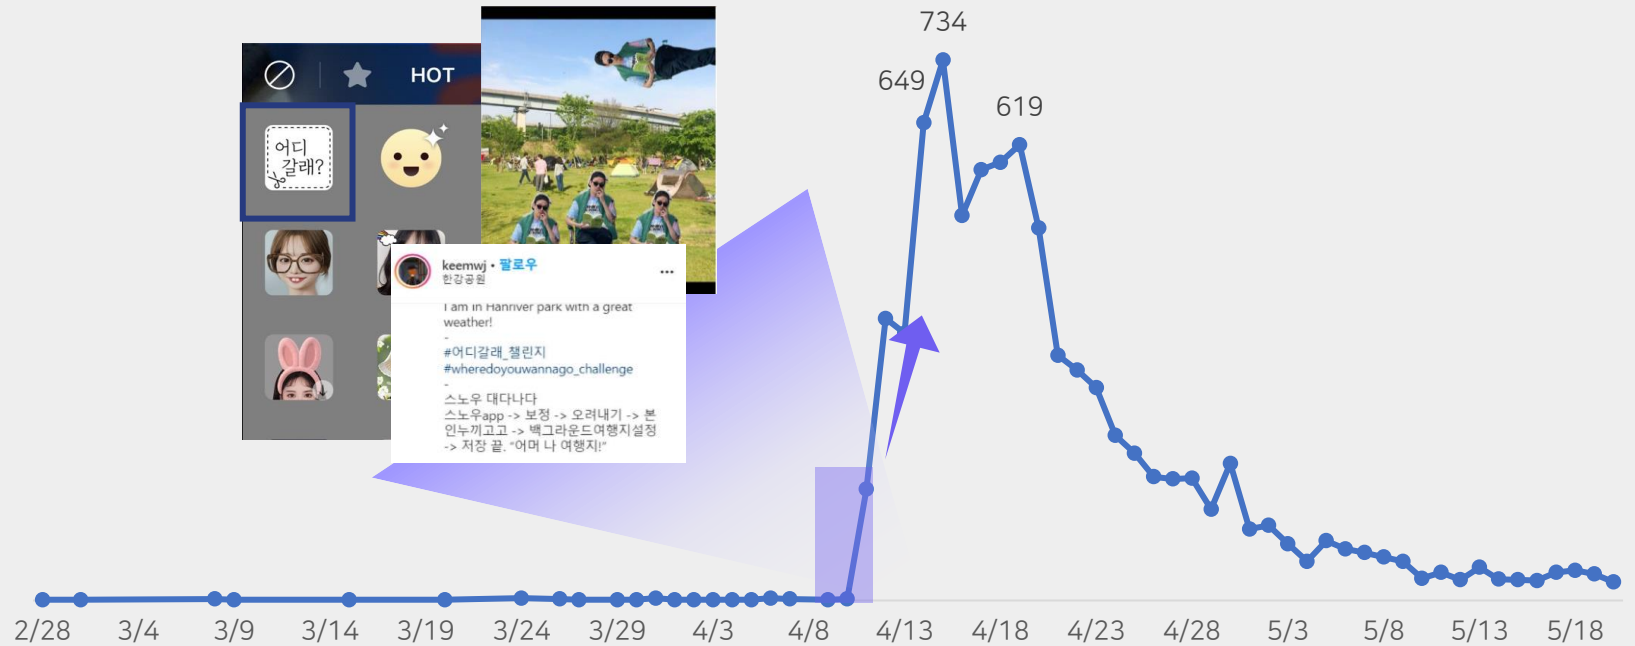 HOT
어디
갈래?
keemwj • 팔로우
한강공원
I am in Hanriver park with a great
weather!
-
#어디갈래_챌린지
#wheredoyouwannago_challenge
-
스노우 대다나다
스노우app -> 보정 -> 오려내기 -> 본
인누끼고고 -> 백그라운드여행지설정
-> 저장 끝. "어머 나 여행지!"
734
649
619
2/28 3/4 3/9 3/14 3/19 3/24 3/29 4/3 4/8 4/13 4/18 4/23 4/28 5/3 5/8 5/13 5/18